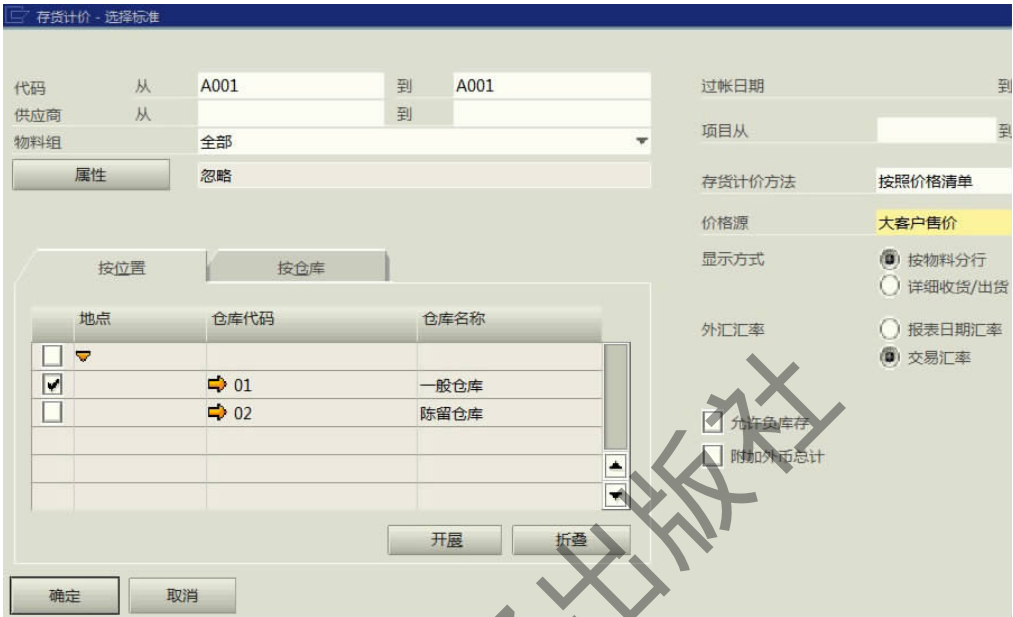 存货计价 - 选择标准
代码 从 A001 到 A001 过帐日期 到
供应商 从 到
物料组 全部 项目从 到
属性 忽略 存货计价方法 按照价格清单
价格源 大客户售价
按位置 按仓库 显示方式 按物料分行
详细收货/出货
地点 仓库代码 仓库名称 外汇汇率 报表日期汇率
交易汇率
01 一般仓库
02 陈留仓库 允许负库存
附加外币总计
开展 折叠
确定 取消
出版社